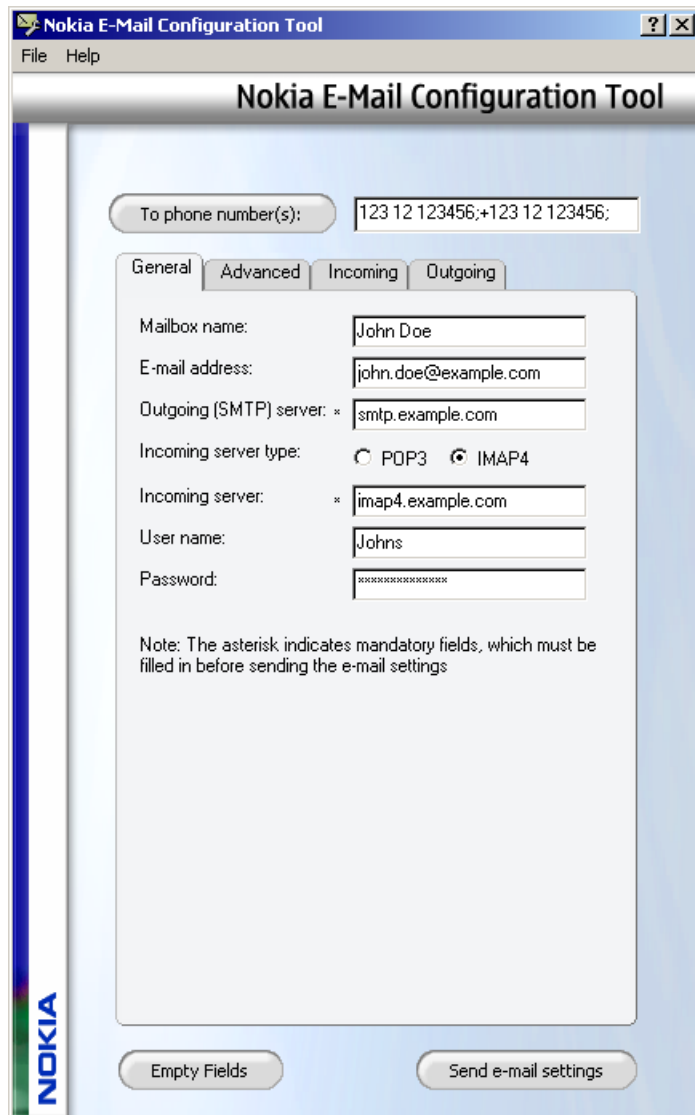 Nokia E-Mail Configuration Tool
File Help
Nokia E-Mail Configuration Tool
To phone number(s): 123 12 123456;+123 12 123456;
General Advanced Incoming Outgoing
Mailbox name: John Doe
E-mail address: john.doe@example.com
Outgoing (SMTP) server: * smtp.example.com
Incoming server type: POP3 IMAP4
Incoming server: * imap4.example.com
User name: Johns
Password: **************
Note: The asterisk indicates mandatory fields, which must be
filled in before sending the e-mail settings
NOKIA
Empty Fields Send e-mail settings